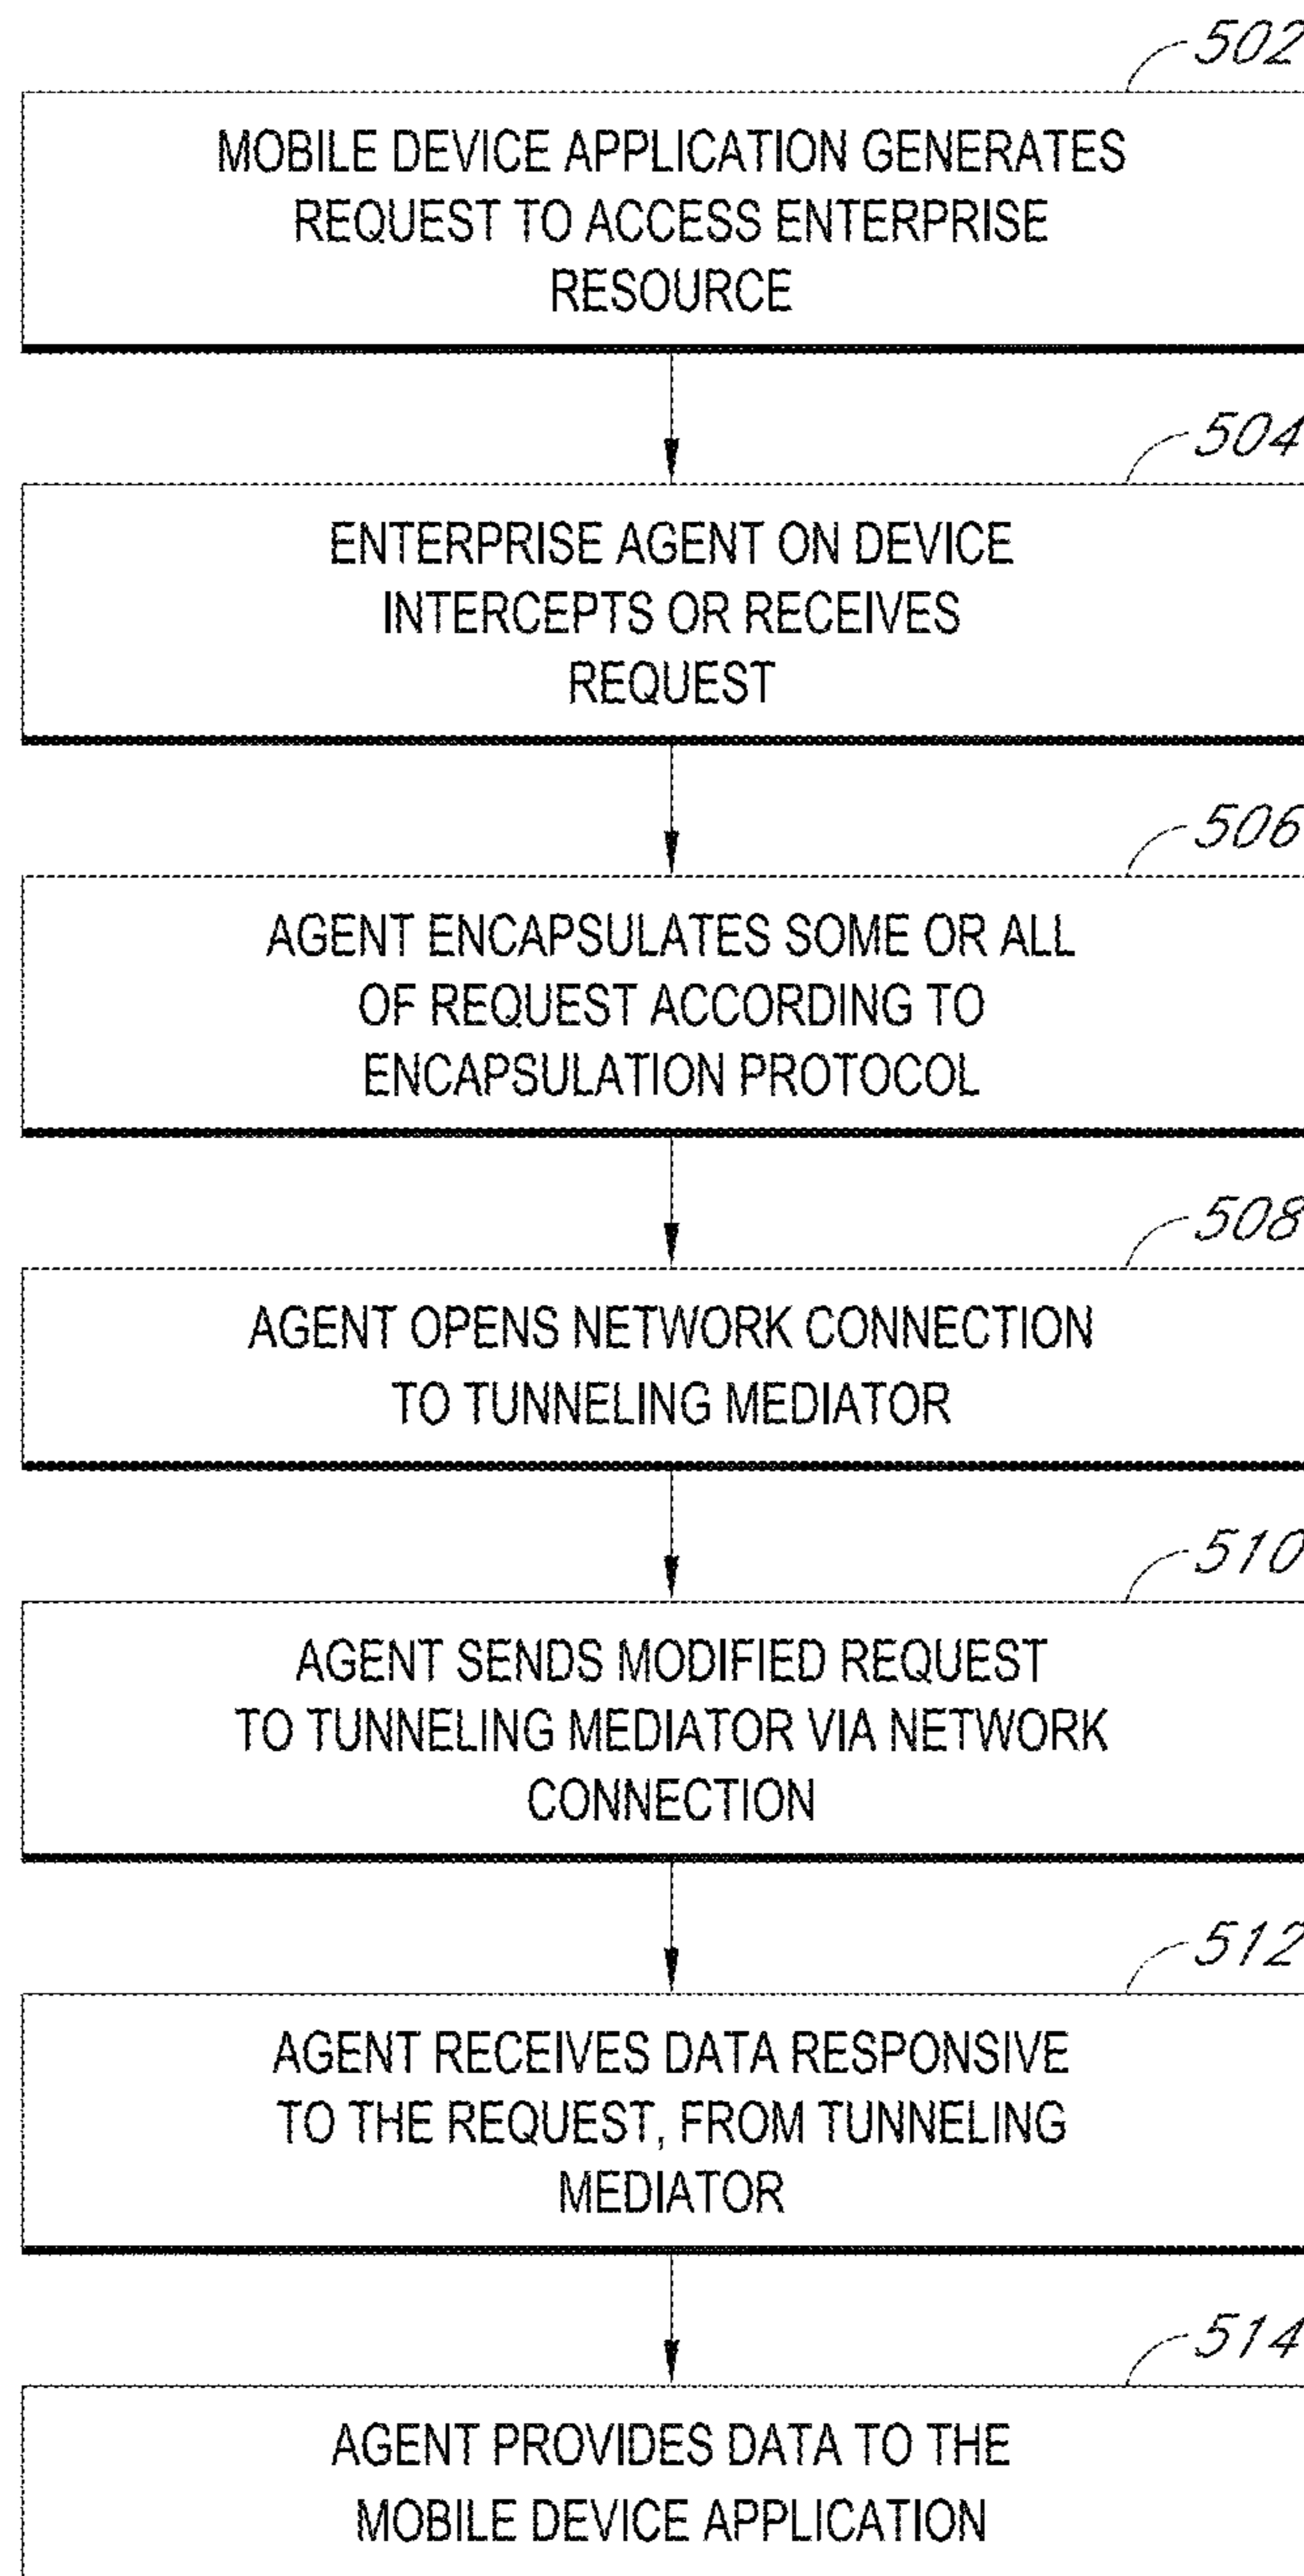 502
MOBILE DEVICE APPLICATION GENERATES
REQUEST TO ACCESS ENTERPRISE
RESOURCE
504
ENTERPRISE AGENT ON DEVICE
INTERCEPTS OR RECEIVES
REQUEST
506
AGENT ENCAPSULATES SOME OR ALL
OF REQUEST ACCORDING TO
ENCAPSULATION PROTOCOL
508
AGENT OPENS NETWORK CONNECTION
TO TUNNELING MEDIATOR
510
AGENT SENDS MODIFIED REQUEST
TO TUNNELING MEDIATOR VIA NETWORK
CONNECTION
512
AGENT RECEIVES DATA RESPONSIVE
TO THE REQUEST, FROM TUNNELING
MEDIATOR
514
AGENT PROVIDES DATA TO THE
MOBILE DEVICE APPLICATION